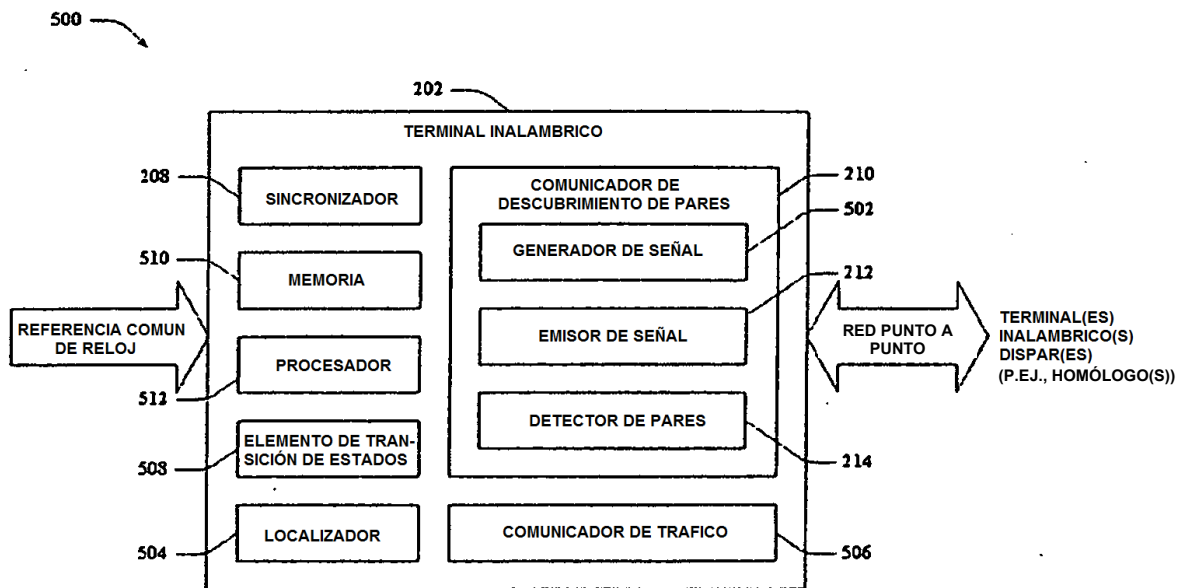 500
202
TERMINAL INALAMBRICO
208
SINCRONIZADOR
COMUNICADOR DE
DESCUBRIMIENTO DE PARES
210
502
GENERADOR DE SEÑAL
510
MEMORIA
212
REFERENCIA COMUN
DE RELOJ
EMISOR DE SEÑAL
RED PUNTO A
PUNTO
TERMINAL(ES)
INALAMBRICO(S)
DISPAR(ES)
(P.EJ., HOMÓLOGO(S))
PROCESADOR
512
DETECTOR DE PARES
ELEMENTO DE TRAN-
SICIÓN DE ESTADOS
508
214
LOCALIZADOR
504
COMUNICADOR DE TRAFICO
506